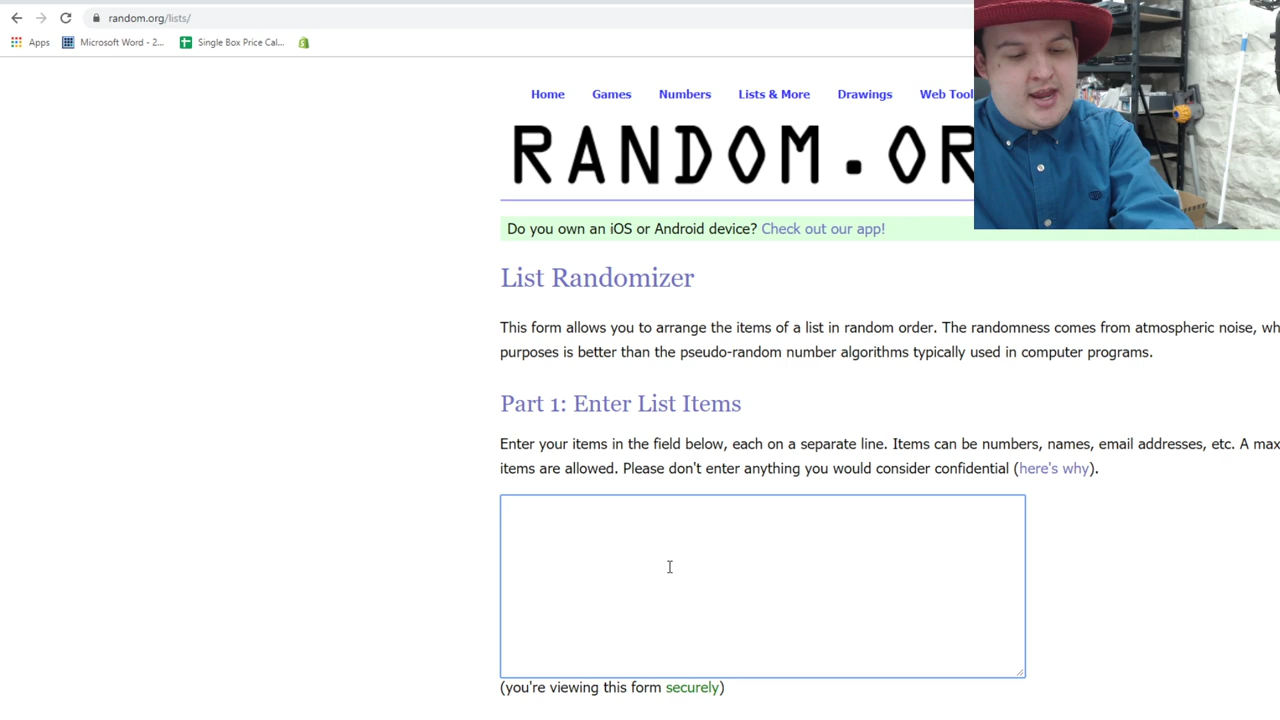 random.org/lists/
Apps Microsoft Word - 2... Single Box Price Cal...
Home Games Numbers Lists & More Drawings Web Tool
RANDOM.OR
Do you own an iOS or Android device? Check out our app!
List Randomizer
This form allows you to arrange the items of a list in random order. The randomness comes from atmospheric noise, wh
purposes is better than the pseudo-random number algorithms typically used in computer programs.
Part 1: Enter List Items
Enter your items in the field below, each on a separate line. Items can be numbers, names, email addresses, etc. A max
items are allowed. Please don't enter anything you would consider confidential (here's why).
(you're viewing this form securely)